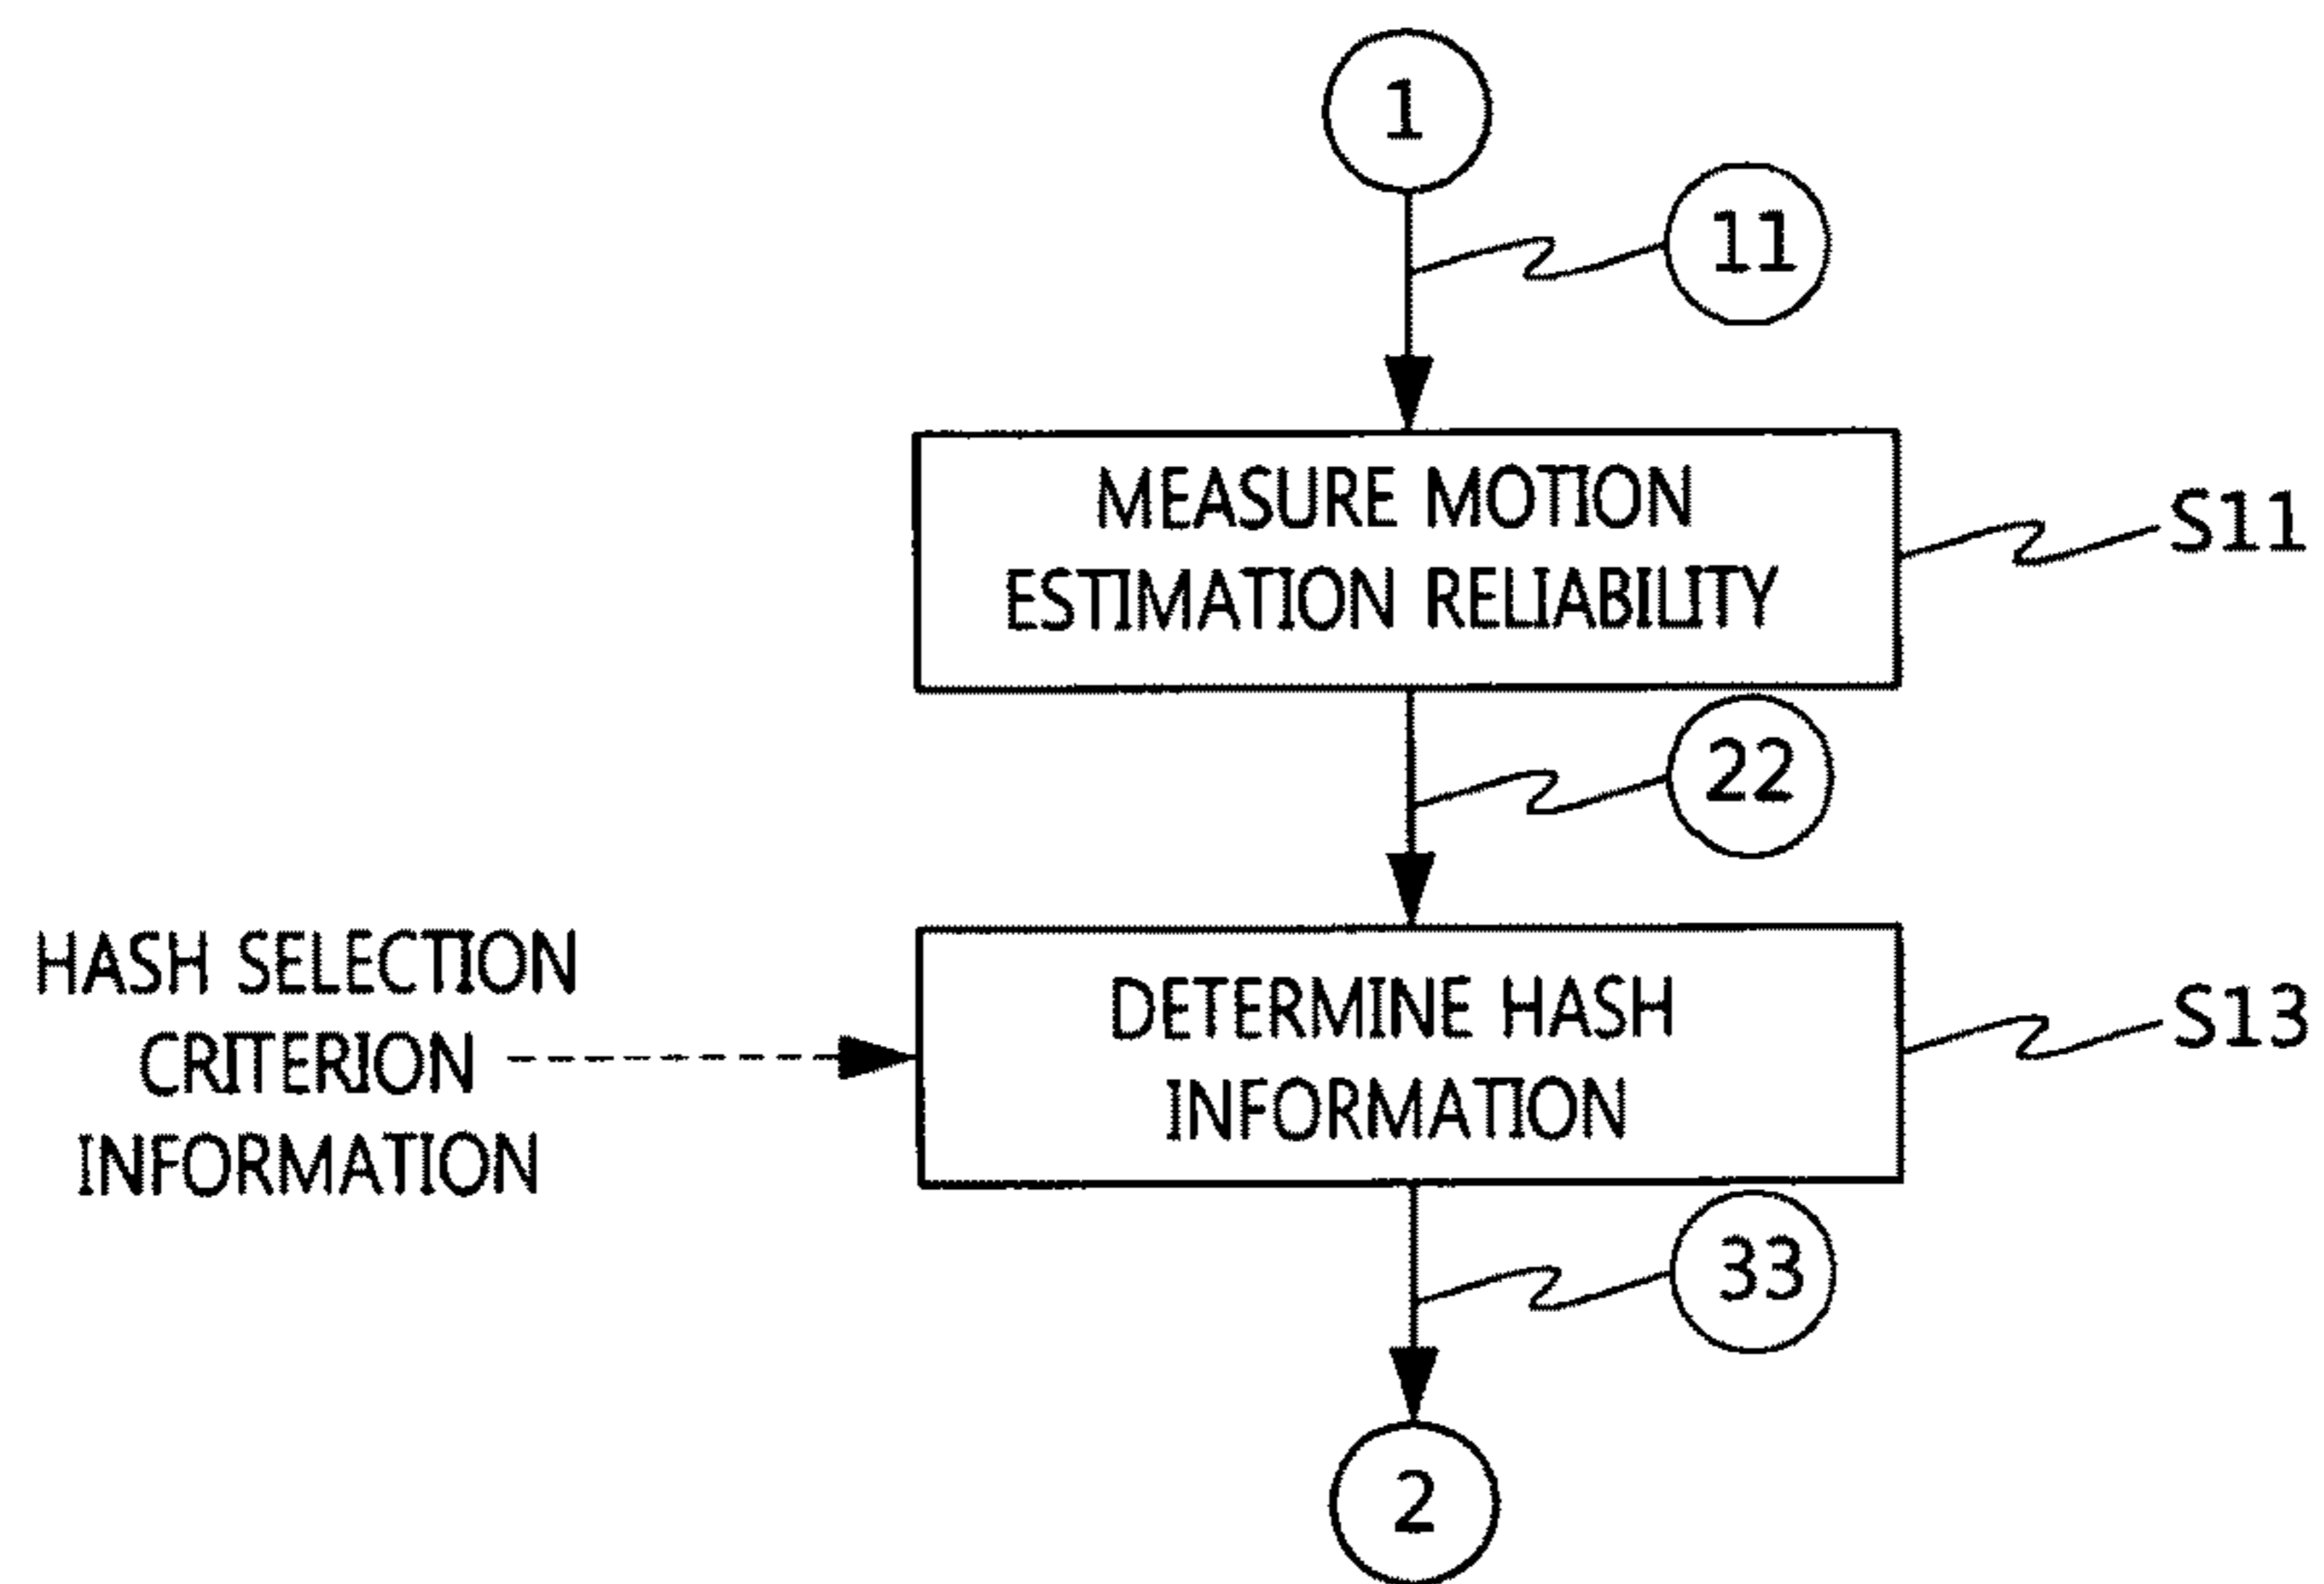 1
11
MEASURE MOTION
ESTIMATION RELIABILITY
S11
22
HASH SELECTION
CRITERION
INFORMATION
DETERMINE HASH
INFORMATION
S13
33
2